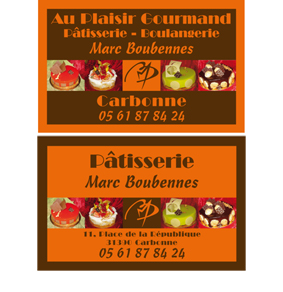 Au Plaisir Gourmand
Pâtisserie - Boulangerie
Marc Boubennes
Carbonne
05 61 87 84 24
Pâtisserie
Marc Boubennes
11, Place de la République
31390 Carbonne
05 61 87 84 24